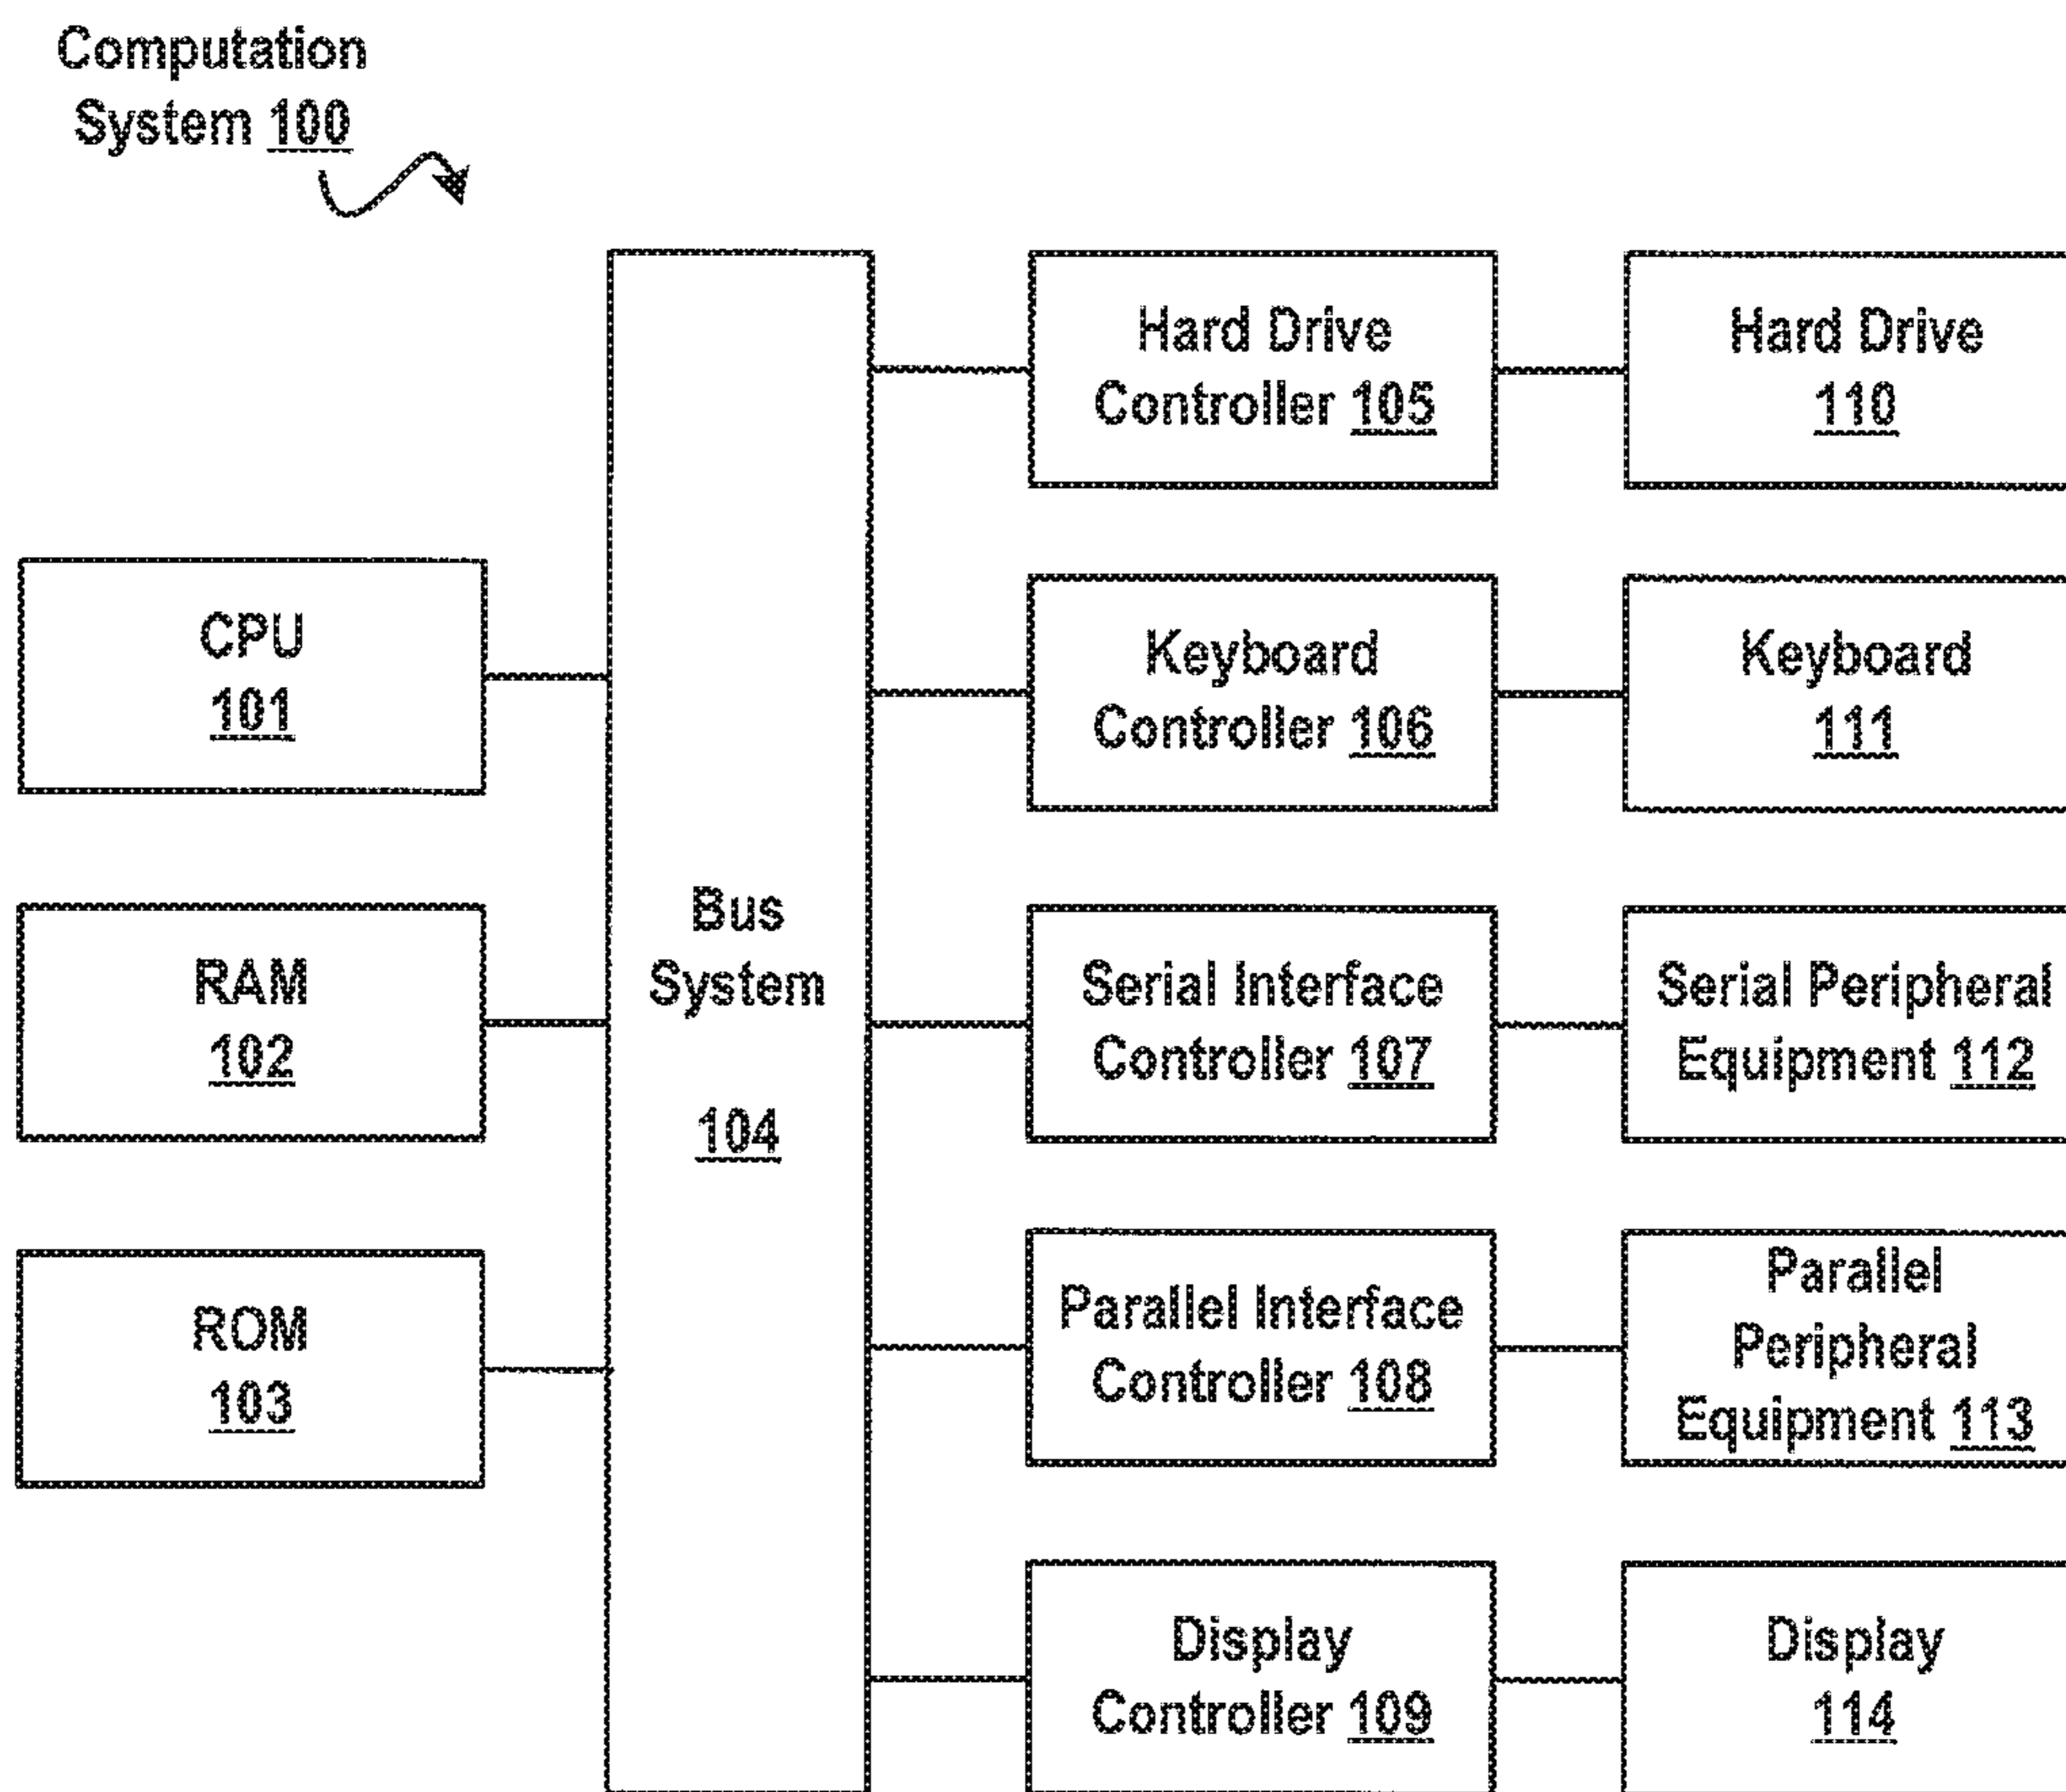 Computation
System 100
Hard Drive
Controller 105
Hard Drive
110
CPU
101
Keyboard
Controller 106
Keyboard
111
RAM
102
Bus
System
104
Serial Interface
Controller 107
Serial Peripheral
Equipment 112
ROM
103
Parallel Interface
Controller 108
Parallel
Peripheral
Equipment 113
Display
Controller 109
Display
114